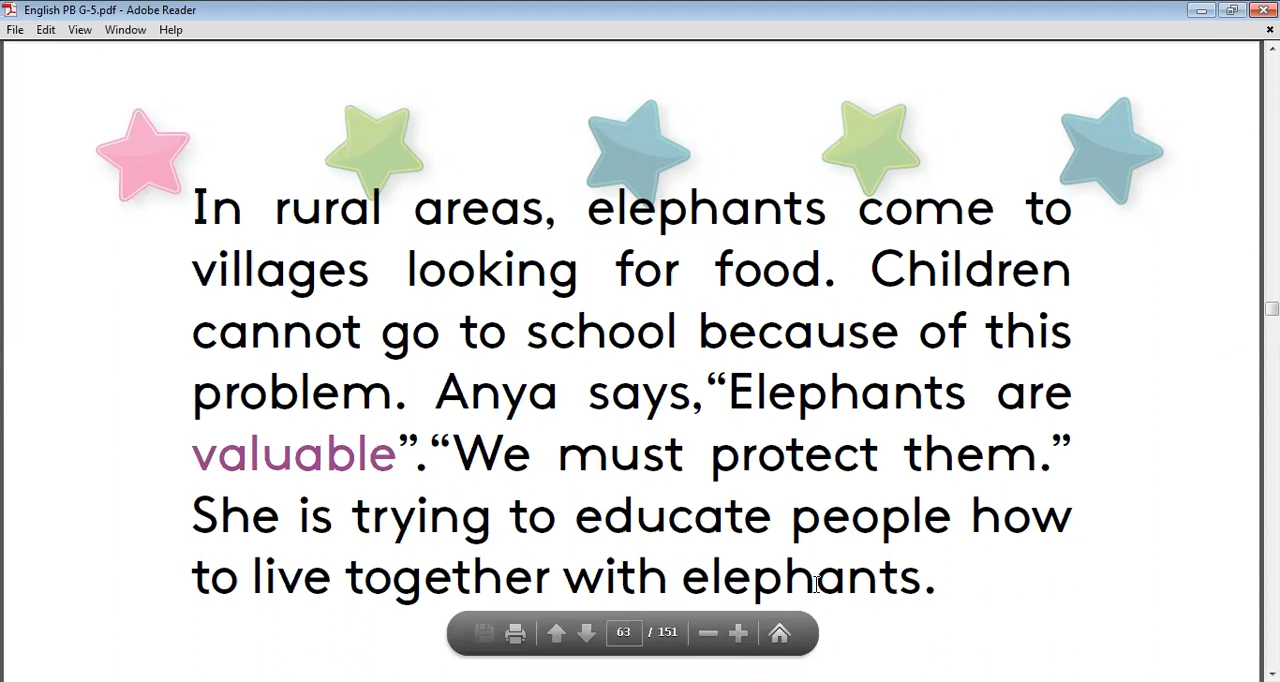 English PB G-5.pdf - Adobe Reader
File Edit View Window Help
In rural areas, elephants come to
villages looking for food. Children
cannot go to school because of this
problem. Anya says,“Elephants are
valuable”.“We must protect them.”
She is trying to educate people how
to live together with elephants.
63 / 151